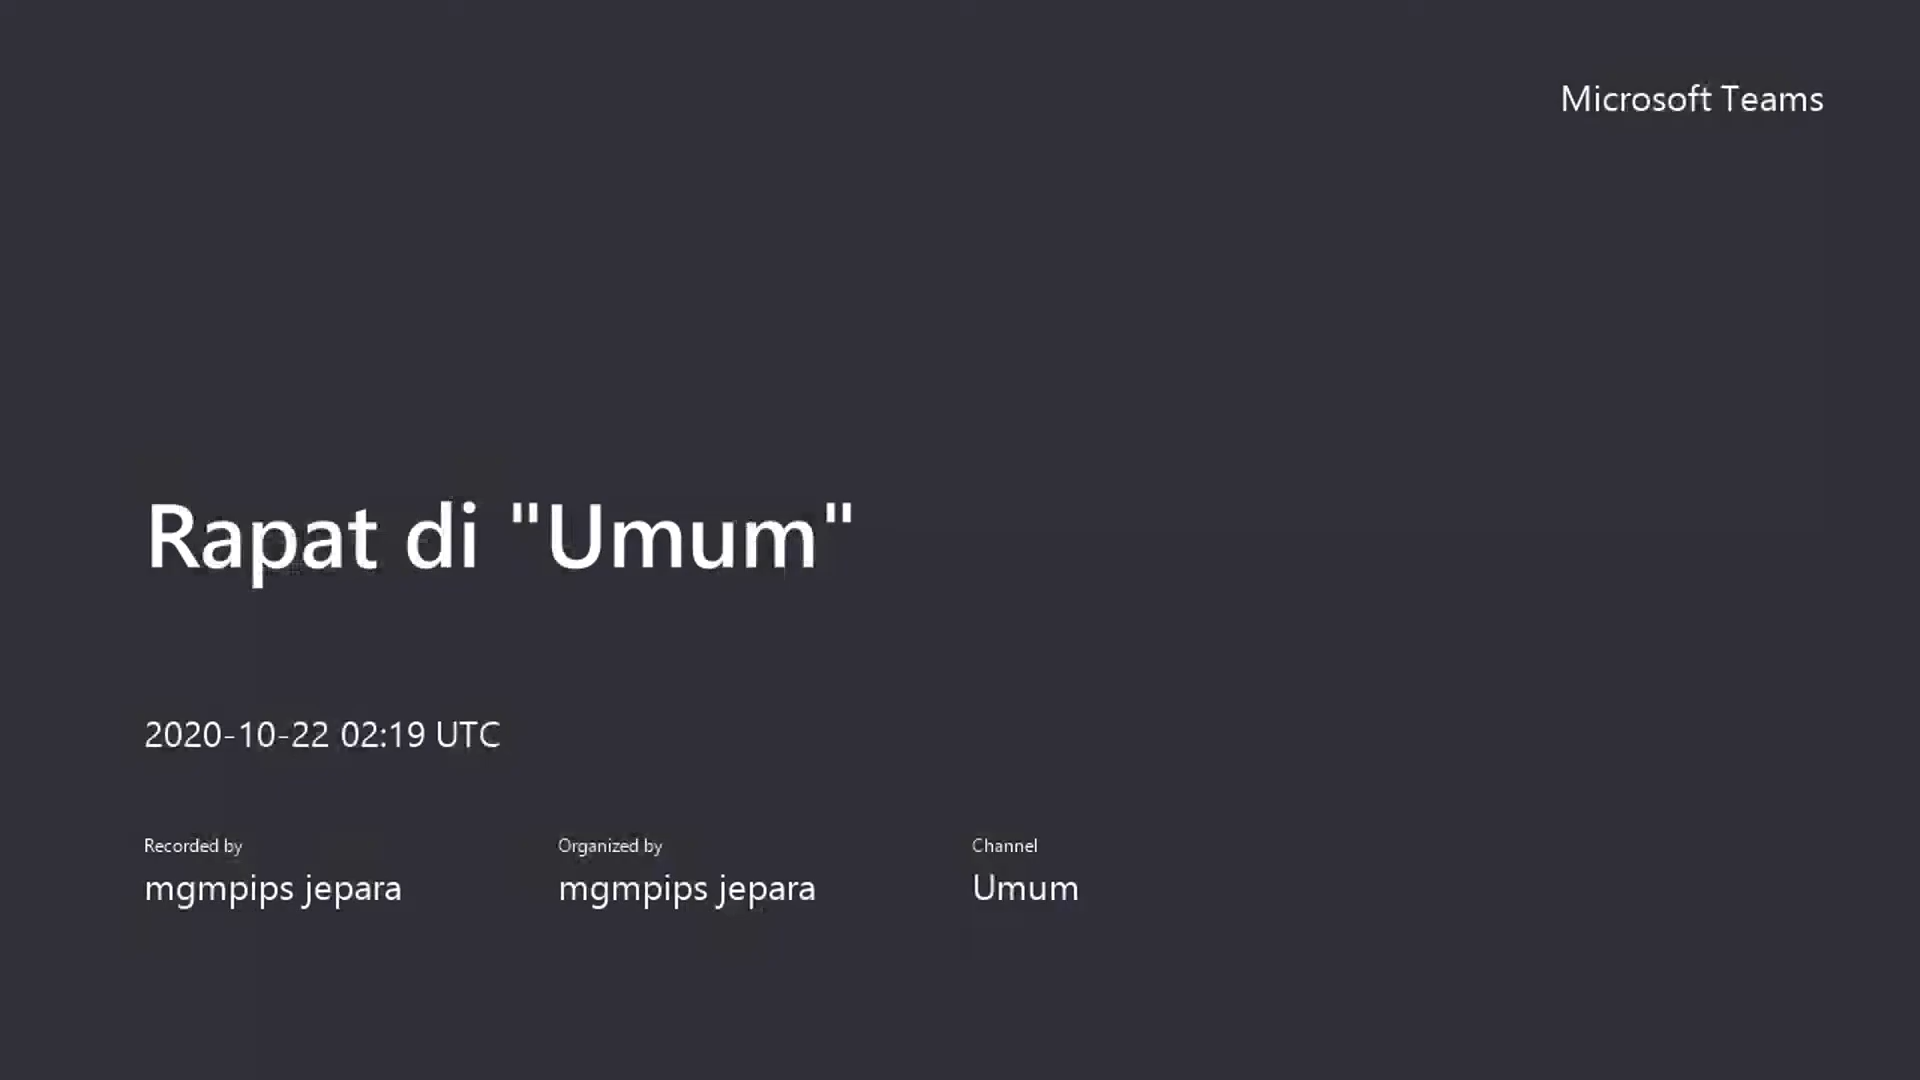 Microsoft Teams
Rapat di "Umum"
2020-10-22 02:19 UTC
Recorded by
mgmpips jepara
Organized by
mgmpips jepara
Channel
Umum